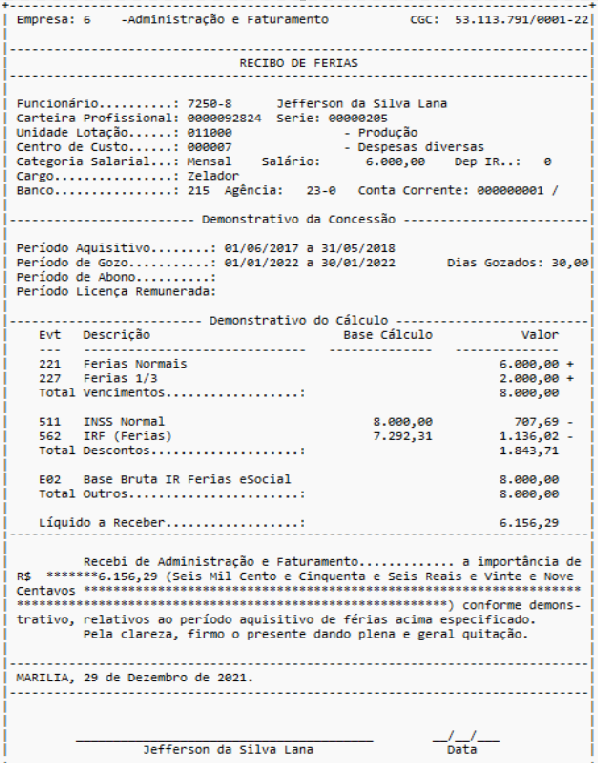 Empresa: 6    -Administração e Faturamento          CGC:  53.113.791/0001-22
RECIBO DE FERIAS
Funcionário..........: 7250-8      Jefferson da Silva Lana
Carteira Profissional: 0000092824  Serie: 00000205
Unidade Lotação......: 011000               - Produção
Centro de Custo......: 000007               - Despesas diversas
Categoria Salarial...: Mensal   Salário:      6.000,00    Dep IR..:   0
Cargo................: Zelador
Banco................: 215  Agência:   23-0   Conta Corrente: 000000001 /
------------------------ Demonstrativo da Concessão ------------------------
Período Aquisitivo........: 01/06/2017 a 31/05/2018
Período de Gozo...........: 01/01/2022 a 30/01/2022       Dias Gozados: 30,00
Período de Abono..........:
Período Licença Remunerada:
------------------------- Demonstrativo do Cálculo -------------------------
Evt   Descrição                          Base Cálculo            Valor
---   ------------------------------   --------------   --------------
221   Ferias Normais                                          6.000,00 +
227   Ferias 1/3                                              2.000,00 +
Total Vencimentos..................:                          8.000,00
511   INSS Normal                            8.000,00           707,69 -
562   IRF (Ferias)                           7.292,31         1.136,02 -
Total Descontos....................:                          1.843,71
E02   Base Bruta IR Ferias eSocial                            8.000,00
Total Outros.......................:                          8.000,00
Líquido a Receber..................:                          6.156,29
Recebi de Administração e Faturamento............. a importância de
R$  *******6.156,29 (Seis Mil Cento e Cinquenta e Seis Reais e Vinte e Nove
Centavos *******************************************************************
**********************************************************) conforme demons-
trativo, relativos ao período aquisitivo de férias acima especificado.
Pela clareza, firmo o presente dando plena e geral quitação.
MARILIA, 29 de Dezembro de 2021.
________________________________________        __/__/___
Jefferson da Silva Lana                  Data